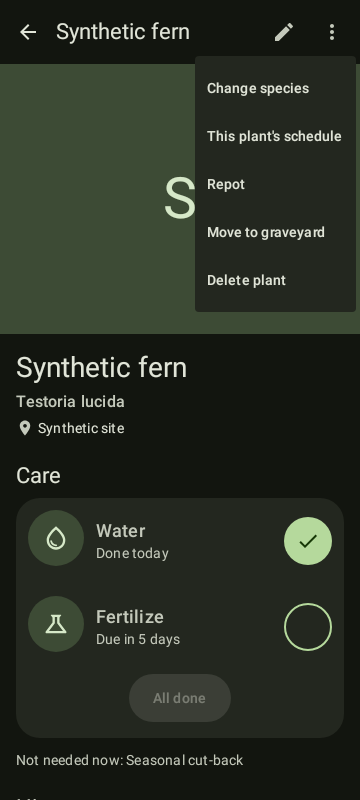 Synthetic fern
Change species
This plant's schedule
Repot
Move to graveyard
Delete plant
S
Synthetic fern
Testoria lucida
Synthetic site
Care
Water
Done today
Fertilize
Due in 5 days
All done
Not needed now: Seasonal cut-back